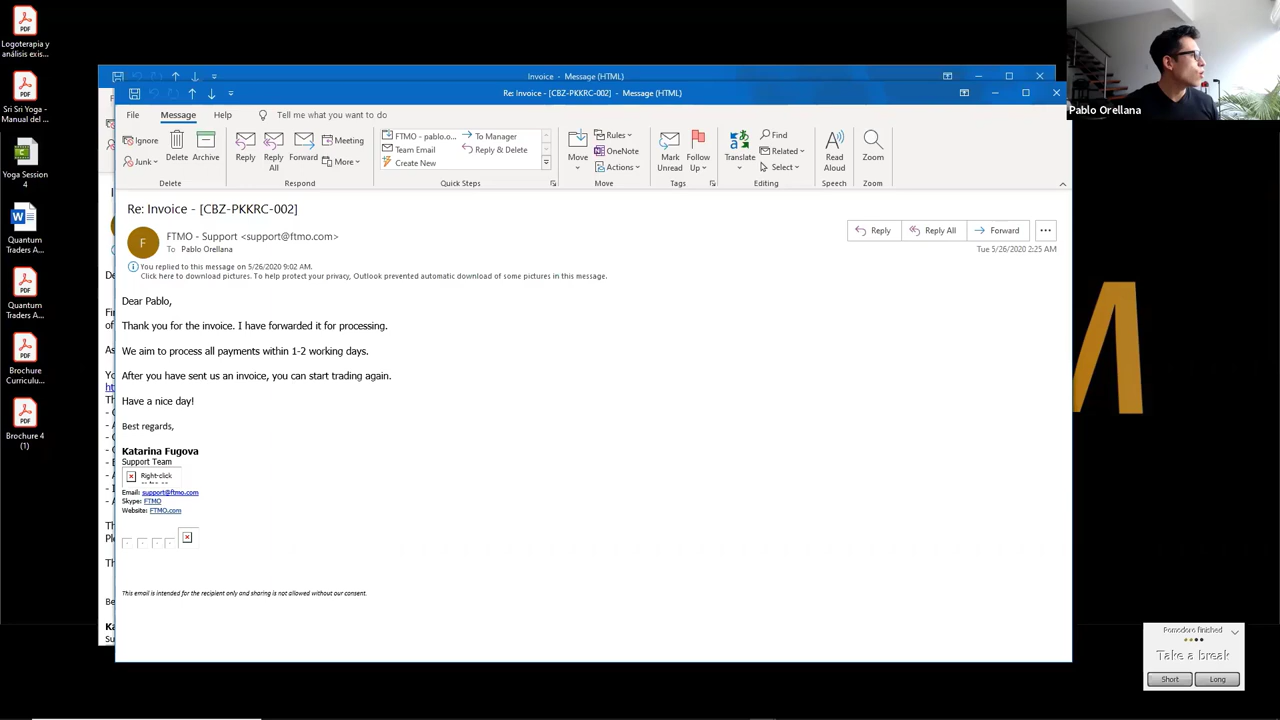 Logoterapia y
análisis exis...
Sri Sri Yoga -
Manual del ...
Yoga Session
4
Quantum
Traders A...
Quantum
Traders A...
Brochure
Curriculu...
Brochure 4
(1)
Invoice - Message (HTML)
Re: Invoice - [CBZ-PKKRC-002] - Message (HTML)
File Message Help Tell me what you want to do
Ignore
Junk
Delete
Archive
Delete
Reply
Reply
All
Forward
Meeting
More
Respond
FTMO - pablo.o...
Team Email
Create New
To Manager
Reply & Delete
Quick Steps
Move
Rules
OneNote
Actions
Move
Mark
Unread
Follow
Up
Tags
Translate
Find
Related
Select
Editing
Read
Aloud
Speech
Zoom
Zoom
Re: Invoice - [CBZ-PKKRC-002]
F
FTMO - Support <support@ftmo.com>
To Pablo Orellana
Reply Reply All Forward
Tue 5/26/2020 2:25 AM
You replied to this message on 5/26/2020 9:02 AM.
Click here to download pictures. To help protect your privacy, Outlook prevented automatic download of some pictures in this message.
Dear Pablo,
Thank you for the invoice. I have forwarded it for processing.
We aim to process all payments within 1-2 working days.
After you have sent us an invoice, you can start trading again.
Have a nice day!
Best regards,
Katarina Fugova
Support Team
Right-click
Email: support@ftmo.com
Skype: FTMO
Website: FTMO.com
This email is intended for the recipient only and sharing is not allowed without our consent.
Pablo Orellana
M
Pomodoro finished
Take a break
Short Long